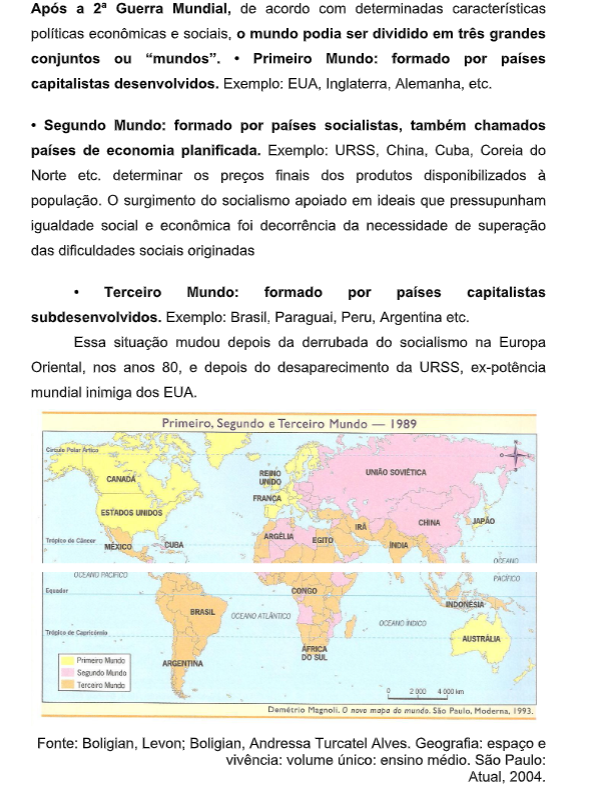 Após a 2ª Guerra Mundial, de acordo com determinadas características
políticas econômicas e sociais, o mundo podia ser dividido em três grandes
conjuntos ou “mundos”. • Primeiro Mundo: formado por países
capitalistas desenvolvidos. Exemplo: EUA, Inglaterra, Alemanha, etc.
• Segundo Mundo: formado por países socialistas, também chamados
países de economia planificada. Exemplo: URSS, China, Cuba, Coreia do
Norte etc. determinar os preços finais dos produtos disponibilizados à
população. O surgimento do socialismo apoiado em ideais que pressupunham
igualdade social e econômica foi decorrência da necessidade de superação
das dificuldades sociais originadas
• Terceiro Mundo: formado por países capitalistas
subdesenvolvidos. Exemplo: Brasil, Paraguai, Peru, Argentina etc.
Essa situação mudou depois da derrubada do socialismo na Europa
Oriental, nos anos 80, e depois do desaparecimento da URSS, ex-potência
mundial inimiga dos EUA.
Primeiro, Segundo e Terceiro Mundo — 1989
Círculo Polar Ártico
CANADÁ
REINO
UNIDO
UNIÃO SOVIÉTICA
FRANÇA
ESTADOS UNIDOS
IRÃ
CHINA
JAPÃO
Trópico de Câncer
MÉXICO
CUBA
ARGÉLIA
EGITO
ÍNDIA
OCEANO
OCEANO PACÍFICO
PACÍFICO
Equador
CONGO
INDONÉSIA
BRASIL
OCEANO ATLÂNTICO
OCEANO ÍNDICO
Trópico de Capricórnio
AUSTRÁLIA
ÁFRICA
DO SUL
ARGENTINA
Primeiro Mundo
Segundo Mundo
Terceiro Mundo
0 2 000 4 000 km
Demétrio Magnoli. O novo mapa do mundo. São Paulo, Moderna, 1993.
Fonte: Boligian, Levon; Boligian, Andressa Turcatel Alves. Geografia: espaço e
vivência: volume único: ensino médio. São Paulo:
Atual, 2004.